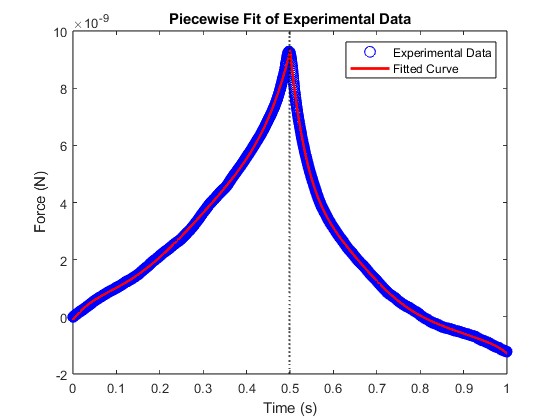 Piecewise Fit of Experimental Data
×10⁻⁹
10
8
6
4
2
0
-2
Force (N)
Experimental Data
Fitted Curve
0 0.1 0.2 0.3 0.4 0.5 0.6 0.7 0.8 0.9 1
Time (s)